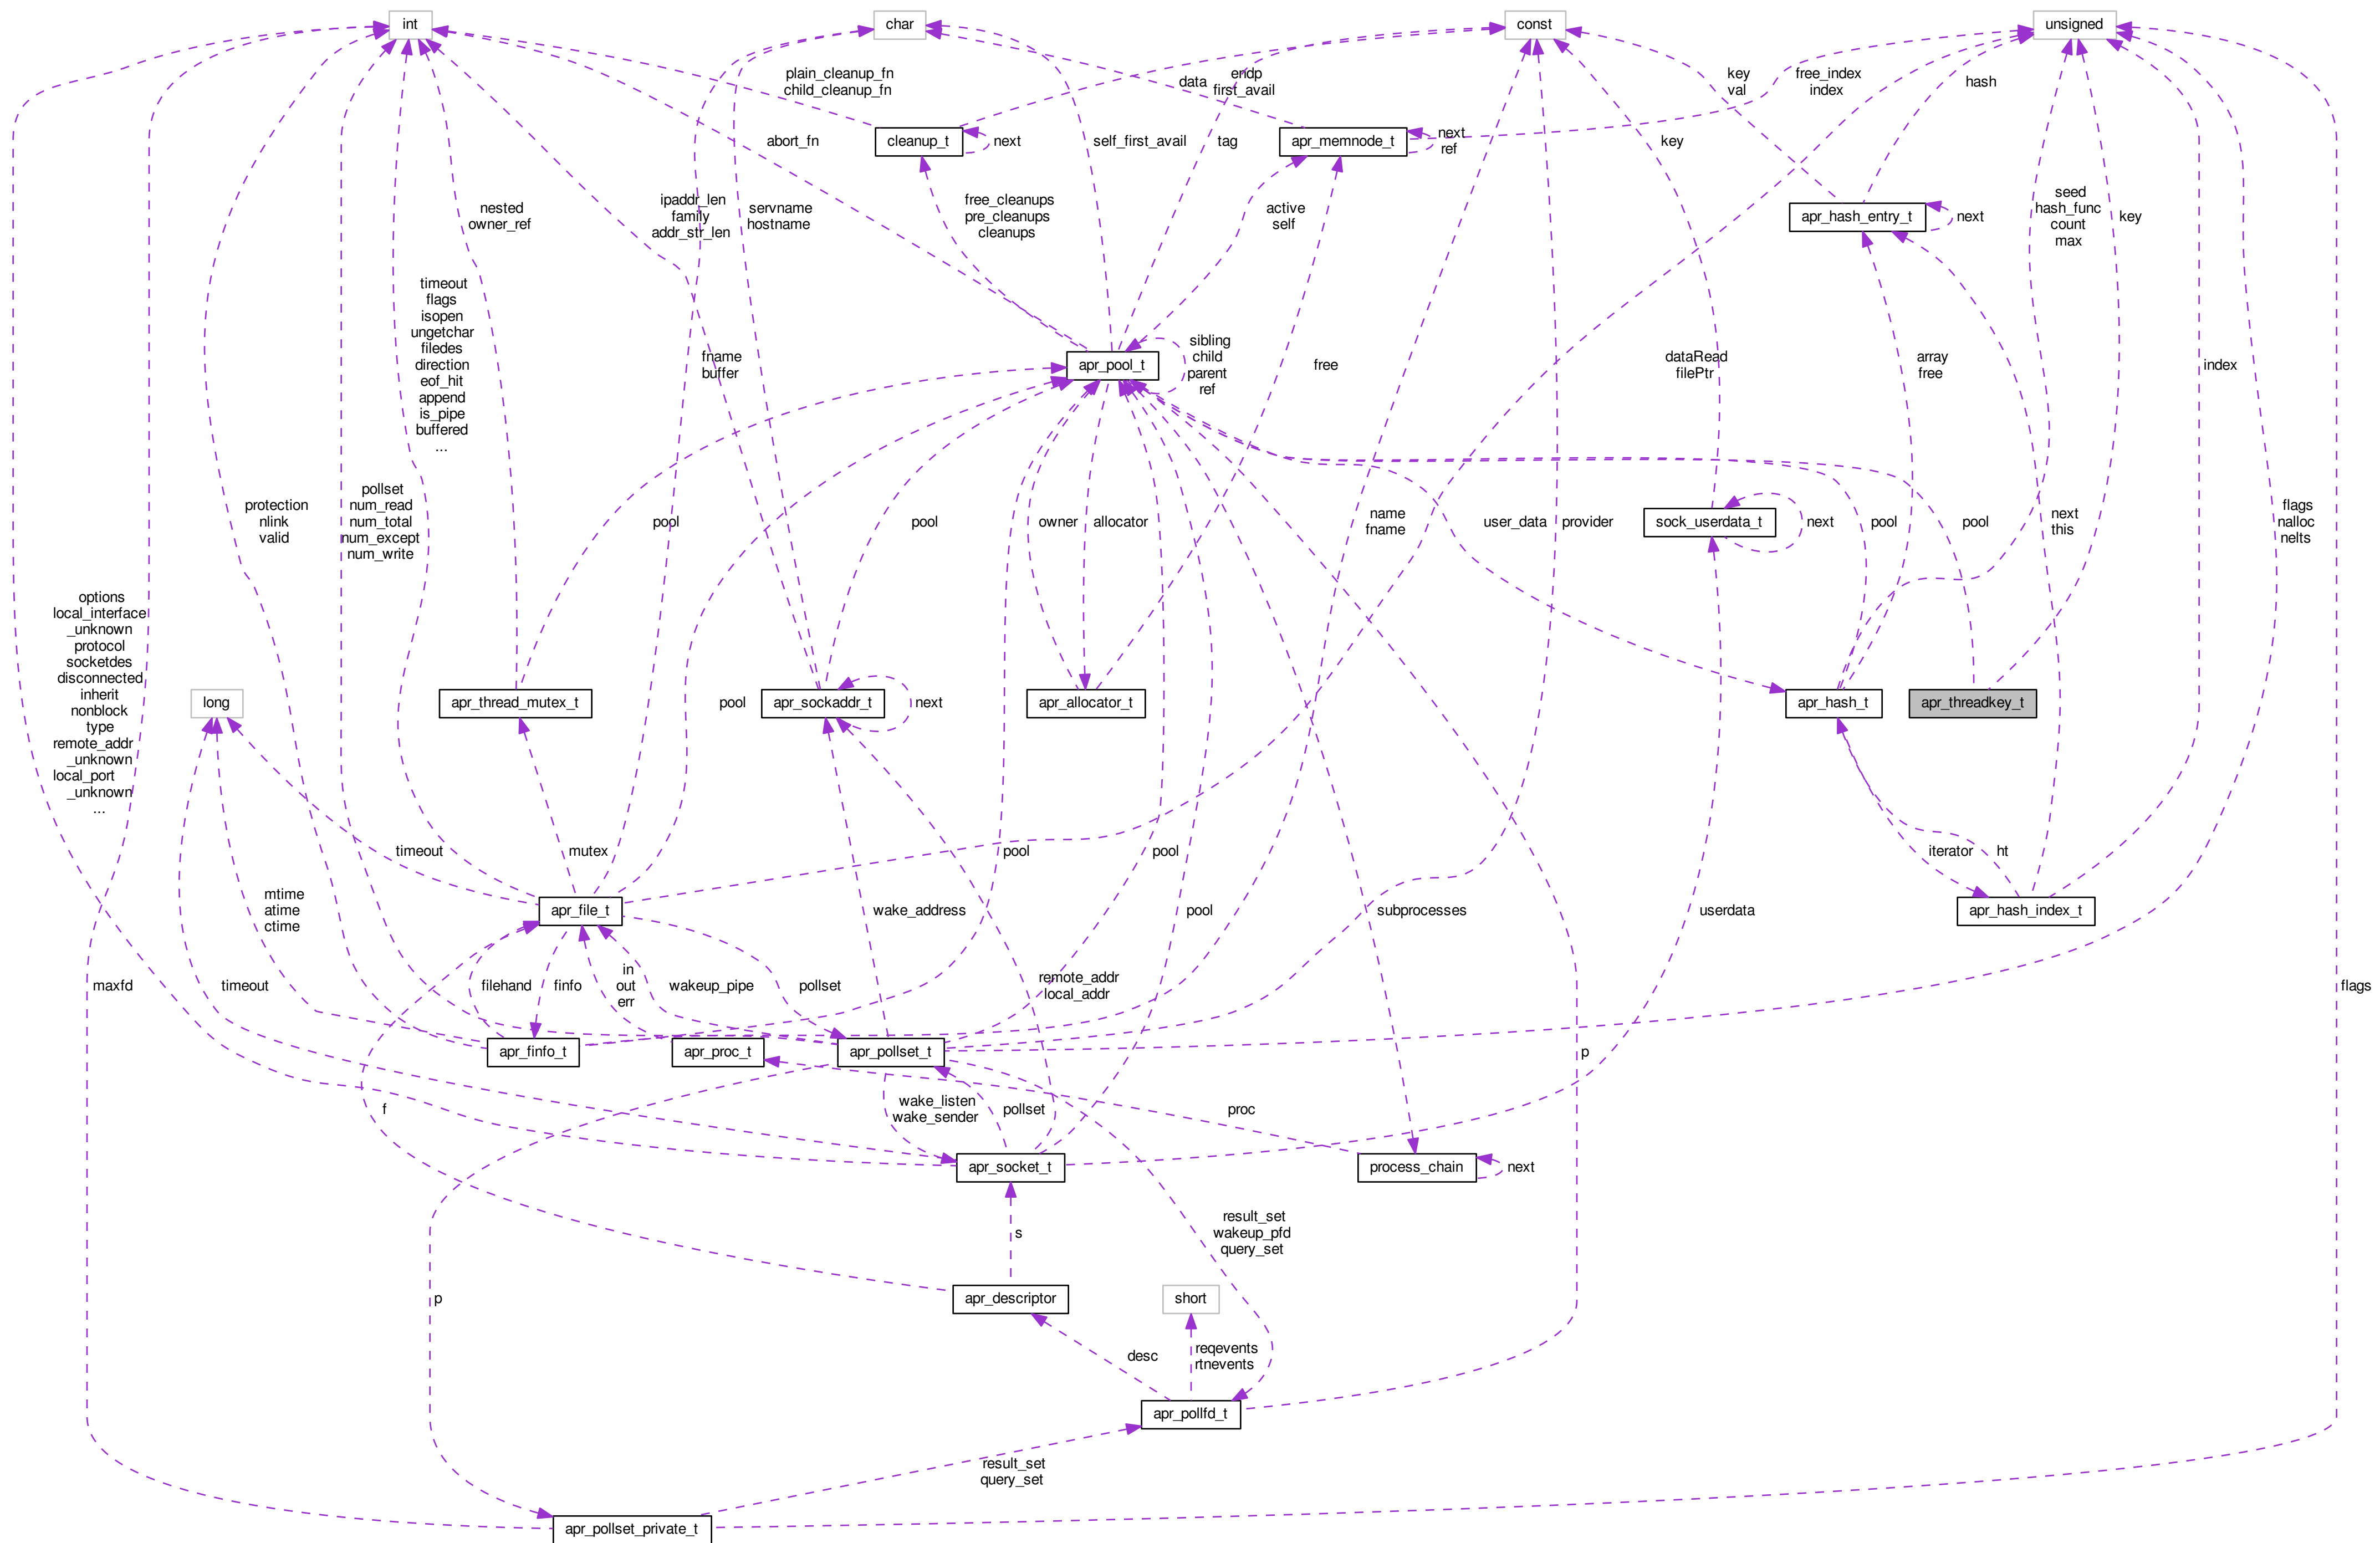 int
char
const
unsigned
plain_cleanup_fn
child_cleanup_fn
data
endp
first_avail
key
val
free_index
index
hash
abort_fn
cleanup_t
next
self_first_avail
tag
apr_memnode_t
next
ref
key
nested
owner_ref
ipaddr_len
family
addr_str_len
servname
hostname
free_cleanups
pre_cleanups
cleanups
active
self
apr_hash_entry_t
next
seed
hash_func
count
max
key
timeout
flags
isopen
ungetchar
filedes
direction
eof_hit
append
is_pipe
buffered
...
fname
buffer
apr_pool_t
sibling
child
parent
ref
free
dataRead
filePtr
array
free
index
protection
nlink
valid
pollset
num_read
num_total
num_except
num_write
pool
pool
owner
allocator
name
fname
user_data
provider
sock_userdata_t
next
pool
pool
next
this
flags
nalloc
nelts
options
local_interface
_unknown
protocol
socketdes
disconnected
inherit
nonblock
type
remote_addr
_unknown
local_port
_unknown
...
long
apr_thread_mutex_t
pool
apr_sockaddr_t
next
apr_allocator_t
apr_hash_t
apr_threadkey_t
timeout
mutex
pool
pool
iterator
ht
mtime
atime
ctime
apr_file_t
wake_address
pool
subprocesses
userdata
apr_hash_index_t
maxfd
timeout
filehand
finfo
in
out
err
wakeup_pipe
pollset
remote_addr
local_addr
flags
apr_finfo_t
apr_proc_t
apr_pollset_t
p
f
wake_listen
wake_sender
pollset
proc
apr_socket_t
process_chain
next
s
result_set
wakeup_pfd
query_set
p
apr_descriptor
short
desc
reqevents
rtnevents
apr_pollfd_t
result_set
query_set
apr_pollset_private_t